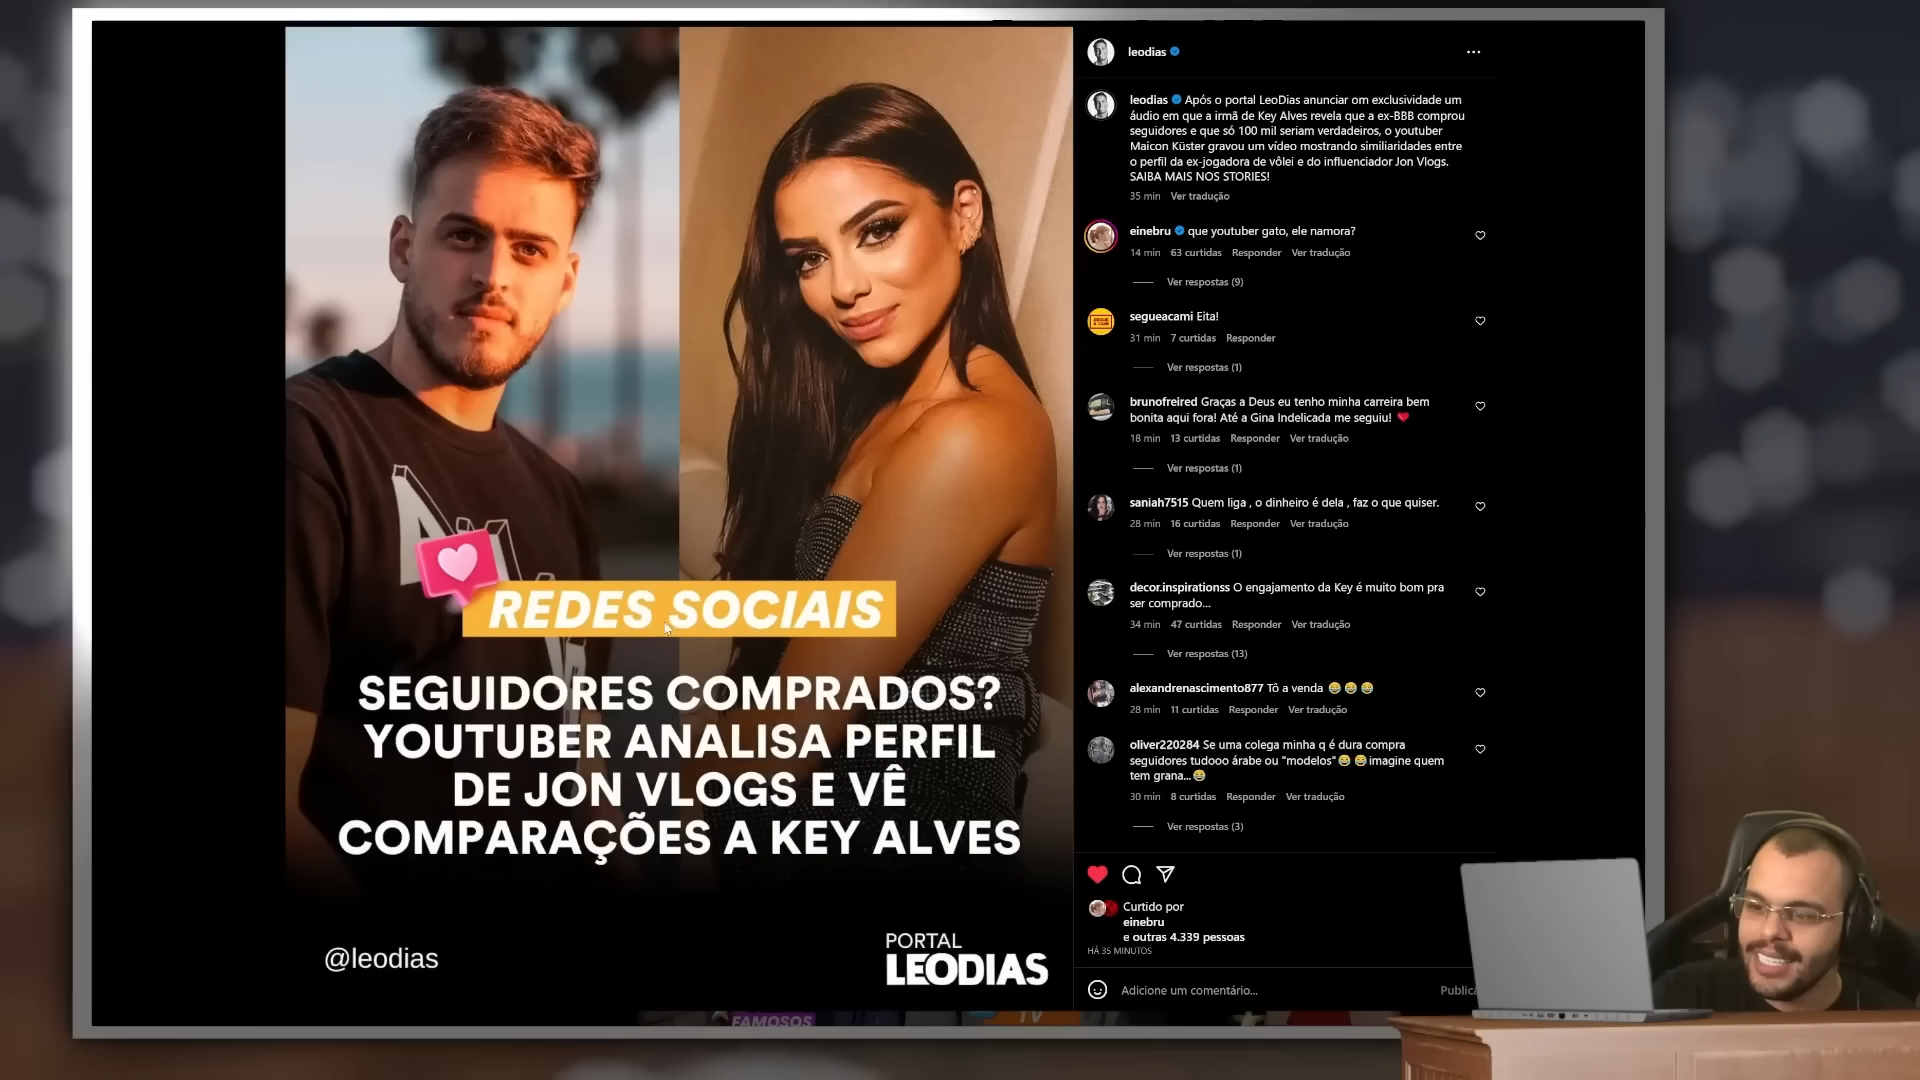 REDES SOCIAIS
SEGUIDORES COMPRADOS?
YOUTUBER ANALISA PERFIL
DE JON VLOGS E VÊ
COMPARAÇÕES A KEY ALVES
@leodias
PORTAL
LEODIAS
FAMOSOS
TV
leodias
leodias Após o portal LeoDias anunciar om exclusividade um
áudio em que a irmã de Key Alves revela que a ex-BBB comprou
seguidores e que só 100 mil seriam verdadeiros, o youtuber
Maicon Küster gravou um vídeo mostrando similiaridades entre
o perfil da ex-jogadora de vôlei e do influenciador Jon Vlogs.
SAIBA MAIS NOS STORIES!
35 min Ver tradução
einebru que youtuber gato, ele namora?
14 min 63 curtidas Responder Ver tradução
Ver respostas (9)
segueacami Eita!
31 min 7 curtidas Responder
Ver respostas (1)
brunofreired Graças a Deus eu tenho minha carreira bem
bonita aqui fora! Até a Gina Indelicada me seguiu! ❤️
18 min 13 curtidas Responder Ver tradução
Ver respostas (1)
saniah7515 Quem liga , o dinheiro é dela , faz o que quiser.
28 min 16 curtidas Responder Ver tradução
Ver respostas (1)
decor.inspirationss O engajamento da Key é muito bom pra
ser comprado...
34 min 47 curtidas Responder Ver tradução
Ver respostas (13)
alexandrenascimento877 Tô a venda 😂😂😂
28 min 11 curtidas Responder Ver tradução
oliver220284 Se uma colega minha q é dura compra
seguidores tudooo árabe ou "modelos"😂😂imagine quem
tem grana...😂
30 min 8 curtidas Responder Ver tradução
Ver respostas (3)
Curtido por
einebru
e outras 4.339 pessoas
HÁ 35 MINUTOS
Adicione um comentário...